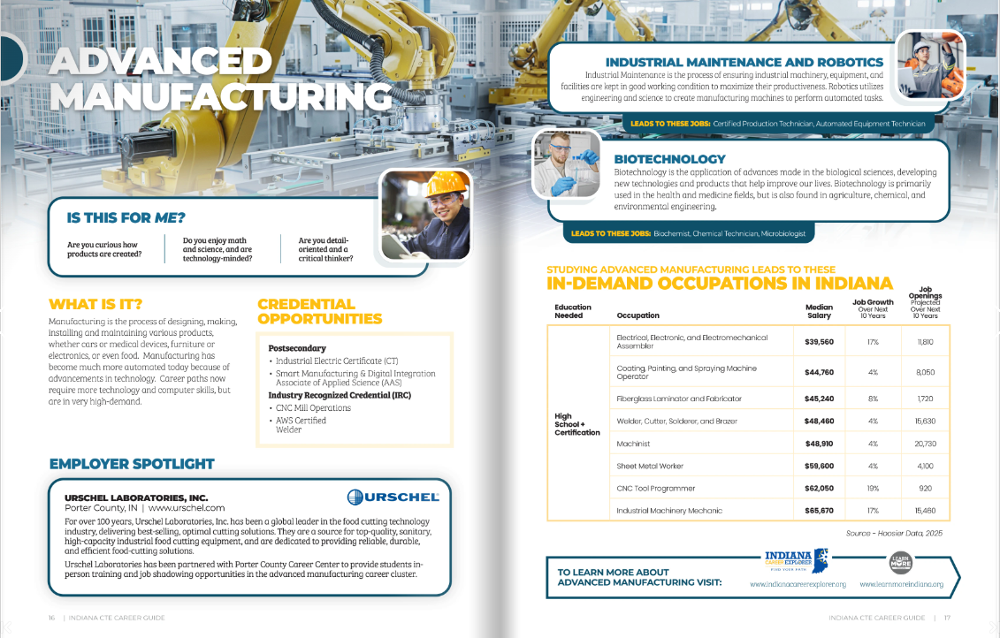 ADVANCED
MANUFACTURING
IS THIS FOR ME?
Are you curious how
products are created?
Do you enjoy math
and science, and are
technology-minded?
Are you detail-
oriented and a
critical thinker?
WHAT IS IT?
Manufacturing is the process of designing, making,
installing and maintaining various products,
whether cars or medical devices, furniture or
electronics, or even food. Manufacturing has
become much more automated today because of
advancements in technology. Career paths now
require more technology and computer skills, but
are in very high-demand.
CREDENTIAL
OPPORTUNITIES
Postsecondary
• Industrial Electric Certificate (CT)
• Smart Manufacturing & Digital Integration
Associate of Applied Science (AAS)
Industry Recognized Credential (IRC)
• CNC Mill Operations
• AWS Certified
Welder
EMPLOYER SPOTLIGHT
URSCHEL LABORATORIES, INC.
Porter County, IN | www.urschel.com
URSCHEL
For over 100 years, Urschel Laboratories, Inc. has been a global leader in the food cutting technology
industry, delivering best-selling, optimal cutting solutions. They are a source for top-quality, sanitary,
high-capacity industrial food cutting equipment, and are dedicated to providing reliable, durable,
and efficient food-cutting solutions.
Urschel Laboratories has been partnered with Porter County Career Center to provide students in-
person training and job shadowing opportunities in the advanced manufacturing career cluster.
16 | INDIANA CTE CAREER GUIDE
INDUSTRIAL MAINTENANCE AND ROBOTICS
Industrial Maintenance is the process of ensuring industrial machinery, equipment, and
facilities are kept in good working condition to maximize their productiveness. Robotics utilizes
engineering and science to create manufacturing machines to perform automated tasks.
LEADS TO THESE JOBS: Certified Production Technician, Automated Equipment Technician
BIOTECHNOLOGY
Biotechnology is the application of advances made in the biological sciences, developing
new technologies and products that help improve our lives. Biotechnology is primarily
used in the health and medicine fields, but is also found in agriculture, chemical, and
environmental engineering.
LEADS TO THESE JOBS: Biochemist, Chemical Technician, Microbiologist
STUDYING ADVANCED MANUFACTURING LEADS TO THESE
IN-DEMAND OCCUPATIONS IN INDIANA
Education
Needed
Occupation
Median
Salary
Job Growth
Over Next
10 Years
Job
Openings
Projected
Over Next
10 Years
High
School +
Certification
Electrical, Electronic, and Electromechanical
Assembler
$39,560 17% 11,810
Coating, Painting, and Spraying Machine
Operator
$44,760 4% 8,050
Fiberglass Laminator and Fabricator $45,240 8% 1,720
Welder, Cutter, Solderer, and Brazer $48,460 4% 15,630
Machinist $48,910 4% 20,730
Sheet Metal Worker $59,600 4% 4,100
CNC Tool Programmer $62,050 19% 920
Industrial Machinery Mechanic $65,670 17% 15,460
Source - Hoosier Data, 2025
TO LEARN MORE ABOUT
ADVANCED MANUFACTURING VISIT:
INDIANA
CAREER EXPLORER
FIND YOUR PATH
www.indianacareerexplorer.org
LEARN
MORE
www.learnmoreindiana.org
INDIANA CTE CAREER GUIDE | 17